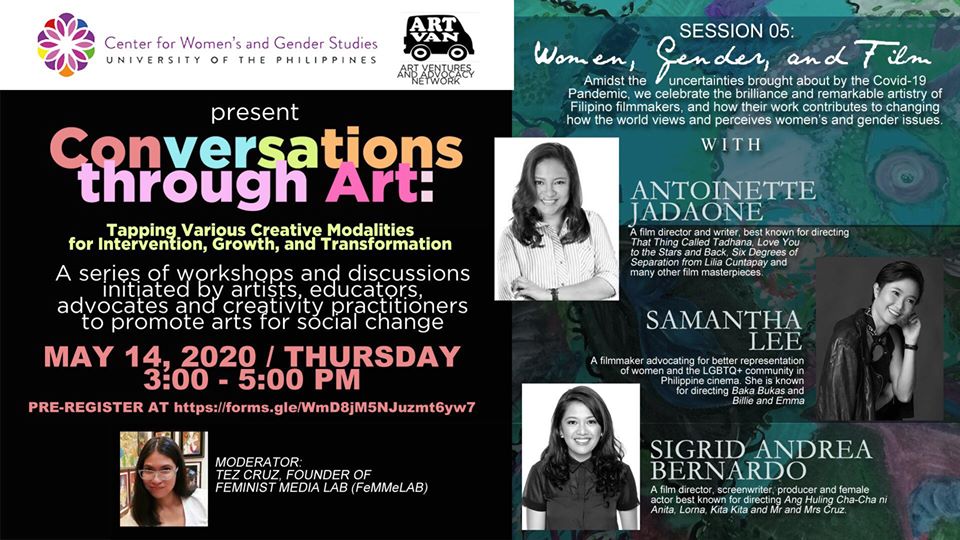 Center for Women's and Gender Studies
UNIVERSITY OF THE PHILIPPINES
ART
VAN
ART VENTURES
AND ADVOCACY
NETWORK
present
Conversations
through Art:
Tapping Various Creative Modalities
for Intervention, Growth, and Transformation
A series of workshops and discussions
initiated by artists, educators,
advocates and creativity practitioners
to promote arts for social change
MAY 14, 2020 / THURSDAY
3:00 - 5:00 PM
PRE-REGISTER AT https://forms.gle/WmD8jM5NJuzmt6yw7
MODERATOR:
TEZ CRUZ, FOUNDER OF
FEMINIST MEDIA LAB (FeMMeLAB)
SESSION 05:
Women, Gender, and Film
Amidst the uncertainties brought about by the Covid-19
Pandemic, we celebrate the brilliance and remarkable artistry of
Filipino filmmakers, and how their work contributes to changing
how the world views and perceives women's and gender issues.
WITH
ANTOINETTE
JADAONE
A film director and writer, best known for directing
That Thing Called Tadhana, Love You
to the Stars and Back, Six Degrees of
Separation from Lilia Cuntapay and
many other film masterpieces.
SAMANTHA
LEE
A filmmaker advocating for better representation
of women and the LGBTQ+ community in
Philippine cinema. She is known
for directing Baka Bukas and
Billie and Emma
SIGRID ANDREA
BERNARDO
A film director, screenwriter, producer and female
actor best known for directing Ang Huling Cha-Cha ni
Anita, Lorna, Kita Kita and Mr and Mrs Cruz.